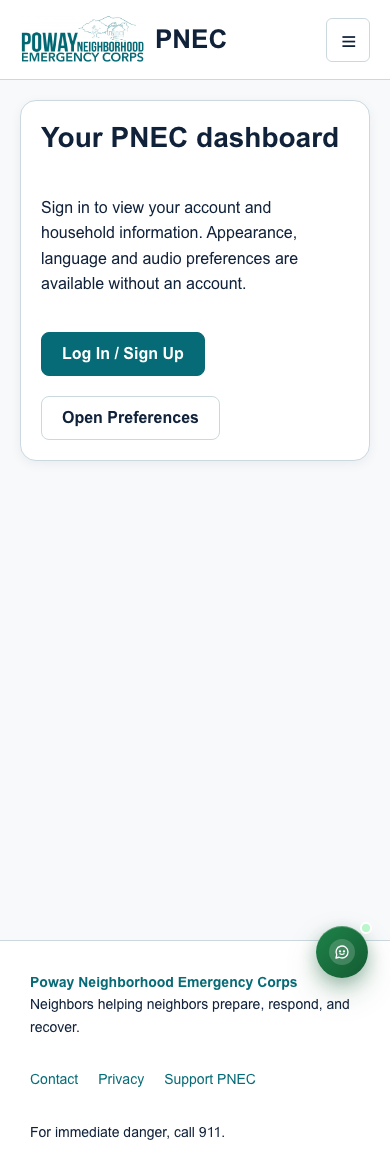 POWAY NEIGHBORHOOD
EMERGENCY CORPS
PNEC
Your PNEC dashboard
Sign in to view your account and
household information. Appearance,
language and audio preferences are
available without an account.
Log In / Sign Up
Open Preferences
Poway Neighborhood Emergency Corps
Neighbors helping neighbors prepare, respond, and
recover.
Contact Privacy Support PNEC
For immediate danger, call 911.